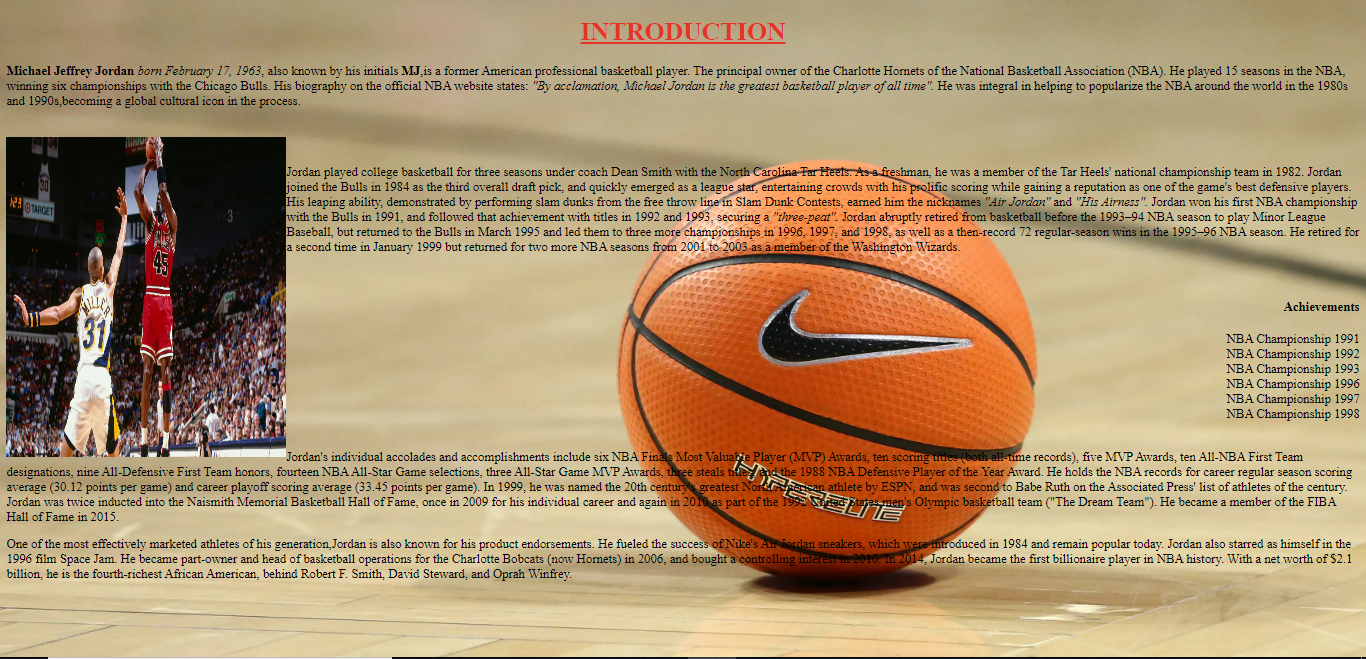 INTRODUCTION
Michael Jeffrey Jordan born February 17, 1963, also known by his initials MJ,is a former American professional basketball player. The principal owner of the Charlotte Hornets of the National Basketball Association (NBA). He played 15 seasons in the NBA,
winning six championships with the Chicago Bulls. His biography on the official NBA website states: "By acclamation, Michael Jordan is the greatest basketball player of all time". He was integral in helping to popularize the NBA around the world in the 1980s
and 1990s,becoming a global cultural icon in the process.
Jordan played college basketball for three seasons under coach Dean Smith with the North Carolina Tar Heels. As a freshman, he was a member of the Tar Heels' national championship team in 1982. Jordan
joined the Bulls in 1984 as the third overall draft pick, and quickly emerged as a league star, entertaining crowds with his prolific scoring while gaining a reputation as one of the game's best defensive players.
His leaping ability, demonstrated by performing slam dunks from the free throw line in Slam Dunk Contests, earned him the nicknames "Air Jordan" and "His Airness". Jordan won his first NBA championship
with the Bulls in 1991, and followed that achievement with titles in 1992 and 1993, securing a "three-peat". Jordan abruptly retired from basketball before the 1993–94 NBA season to play Minor League
Baseball, but returned to the Bulls in March 1995 and led them to three more championships in 1996, 1997, and 1998, as well as a then-record 72 regular-season wins in the 1995–96 NBA season. He retired for
a second time in January 1999 but returned for two more NBA seasons from 2001 to 2003 as a member of the Washington Wizards.
30
TARGET
3
45
MILLER
31
Achievements
NBA Championship 1991
NBA Championship 1992
NBA Championship 1993
NBA Championship 1996
NBA Championship 1997
NBA Championship 1998
Jordan's individual accolades and accomplishments include six NBA Finals Most Valuable Player (MVP) Awards, ten scoring titles (both all-time records), five MVP Awards, ten All-NBA First Team
designations, nine All-Defensive First Team honors, fourteen NBA All-Star Game selections, three All-Star Game MVP Awards, three steals titles, and the 1988 NBA Defensive Player of the Year Award. He holds the NBA records for career regular season scoring
average (30.12 points per game) and career playoff scoring average (33.45 points per game). In 1999, he was named the 20th century's greatest North American athlete by ESPN, and was second to Babe Ruth on the Associated Press' list of athletes of the century.
Jordan was twice inducted into the Naismith Memorial Basketball Hall of Fame, once in 2009 for his individual career and again in 2010 as part of the 1992 United States men's Olympic basketball team ("The Dream Team"). He became a member of the FIBA
Hall of Fame in 2015.
One of the most effectively marketed athletes of his generation,Jordan is also known for his product endorsements. He fueled the success of Nike's Air Jordan sneakers, which were introduced in 1984 and remain popular today. Jordan also starred as himself in the
1996 film Space Jam. He became part-owner and head of basketball operations for the Charlotte Bobcats (now Hornets) in 2006, and bought a controlling interest in 2010. In 2014, Jordan became the first billionaire player in NBA history. With a net worth of $2.1
billion, he is the fourth-richest African American, behind Robert F. Smith, David Steward, and Oprah Winfrey.